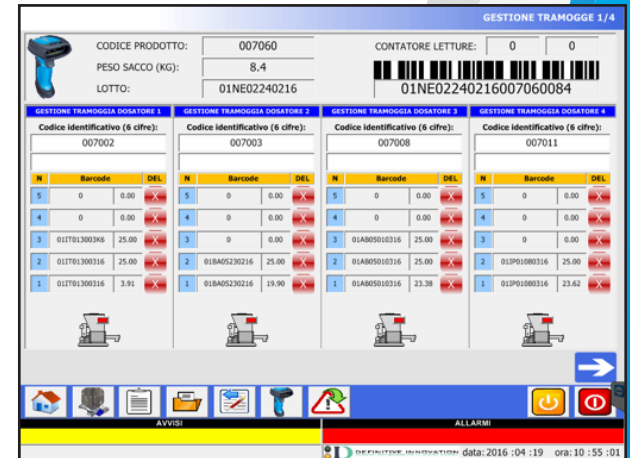 GESTIONE TRAMOGGE 1/4
CODICE PRODOTTO: 007060 CONTATORE LETTURE: 0 0
PESO SACCO (KG): 8.4
LOTTO: 01NE02240216 01NE02240216007060084
GESTIONE TRAMOGGIA DOSATORE 1 GESTIONE TRAMOGGIA DOSATORE 2 GESTIONE TRAMOGGIA DOSATORE 3 GESTIONE TRAMOGGIA DOSATORE 4
Codice identificativo (6 cifre): Codice identificativo (6 cifre): Codice identificativo (6 cifre): Codice identificativo (6 cifre):
007002 007003 007008 007011
N Barcode DEL N Barcode DEL N Barcode DEL N Barcode DEL
5 0 0.00 X 5 0 0.00 X 5 0 0.00 X 5 0 0.00 X
4 0 0.00 X 4 0 0.00 X 4 0 0.00 X 4 0 0.00 X
3 01IT013003K6 25.00 X 3 0 0.00 X 3 01AB05010316 25.00 X 3 0 0.00 X
2 01IT01300316 25.00 X 2 01BA05230216 25.00 X 2 01AB05010316 25.00 X 2 01JP01080316 25.00 X
1 01IT01300316 3.91 X 1 01BA05230216 19.90 X 1 01AB05010316 23.38 X 1 01JP01080316 23.62 X
AVVISI ALLARMI
DEFINITIVE INNOVATION data:2016 :04 :19 ora:10 :55 :01